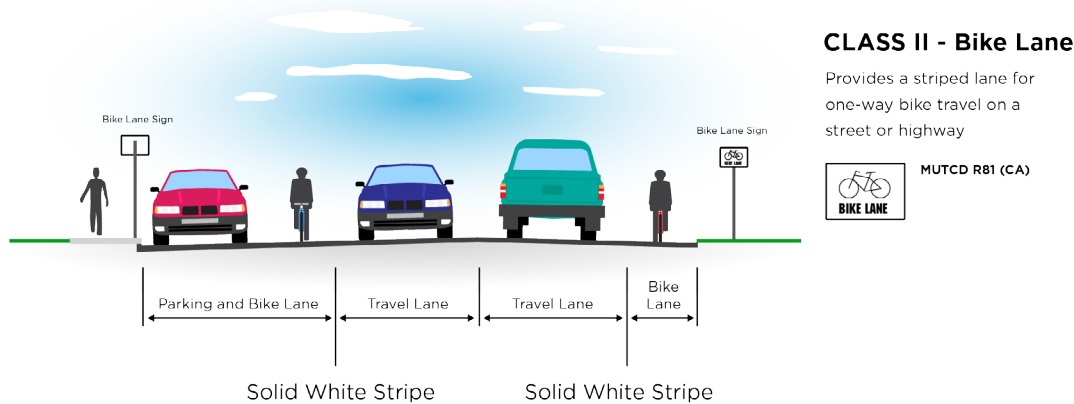 CLASS II - Bike Lane
Provides a striped lane for
one-way bike travel on a
street or highway
MUTCD R81 (CA)
BIKE LANE
Bike Lane Sign
Bike Lane Sign
BIKE LANE
Parking and Bike Lane
Travel Lane
Travel Lane
Bike
Lane
Solid White Stripe
Solid White Stripe